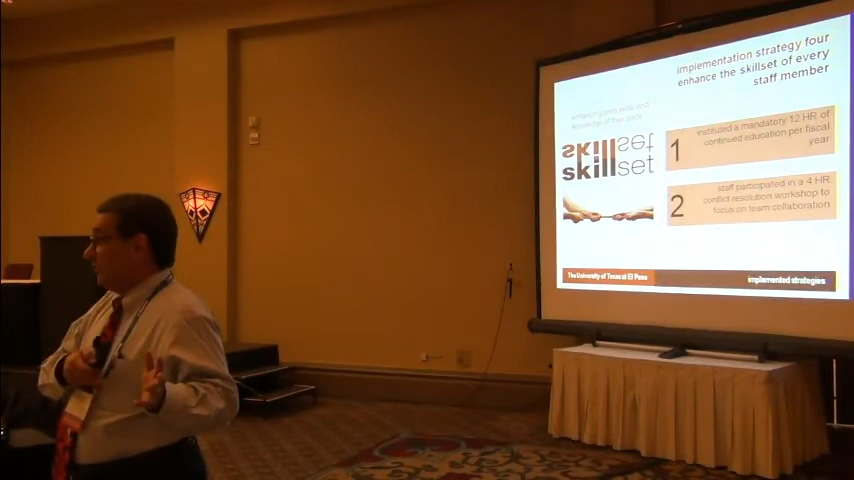 implementation strategy four
enhance the skillset of every
staff member
enhancing jobs, skills and
knowledge of their trade
skillset
skillset
1
instituted a mandatory 12 HR of
continued education per fiscal
year
2
staff participated in a 4 HR
conflict resolution workshop to
focus on team collaboration
The University of Texas at El Paso
implemented strategies